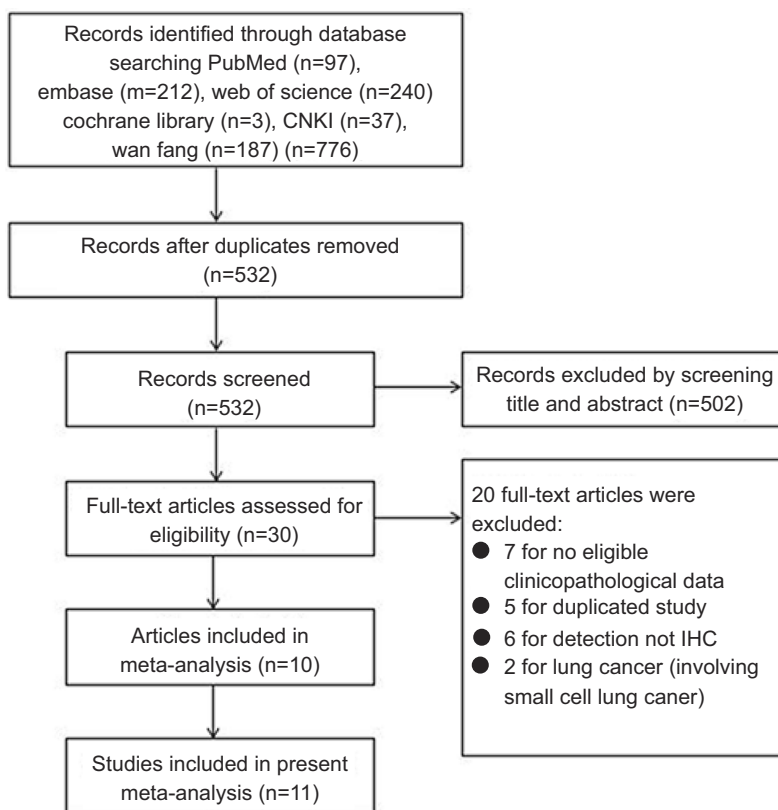 Records identified through database
searching PubMed (n=97),
embase (m=212), web of science (n=240)
cochrane library (n=3), CNKI (n=37),
wan fang (n=187) (n=776)
Records after duplicates removed
(n=532)
Records screened
(n=532)
Records excluded by screening
title and abstract (n=502)
Full-text articles assessed for
eligibility (n=30)
20 full-text articles were
excluded:
● 7 for no eligible
clinicopathological data
● 5 for duplicated study
● 6 for detection not IHC
● 2 for lung cancer (involving
small cell lung caner)
Articles included in
meta-analysis (n=10)
Studies included in present
meta-analysis (n=11)